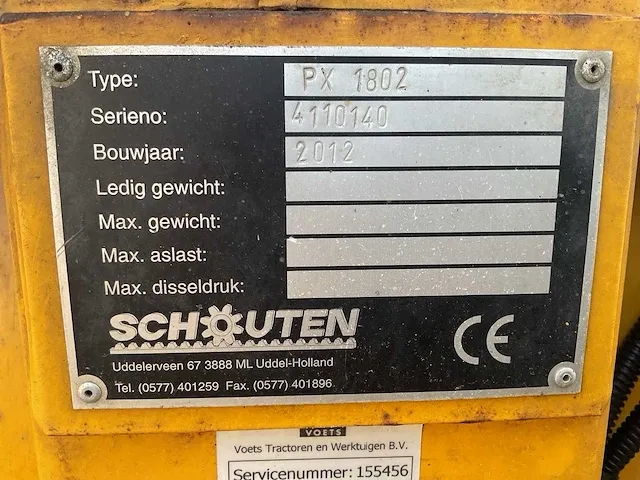 Type: PX 1802
Serieno: 4110140
Bouwjaar: 2012
Ledig gewicht:
Max. gewicht:
Max. aslast:
Max. disseldruk:
SCHOUTEN
CE
Uddelerveen 67 3888 ML Uddel-Holland
Tel. (0577) 401259 Fax. (0577) 401896
VOETS
Voets Tractoren en Werktuigen B.V.
Servicenummer: 155456